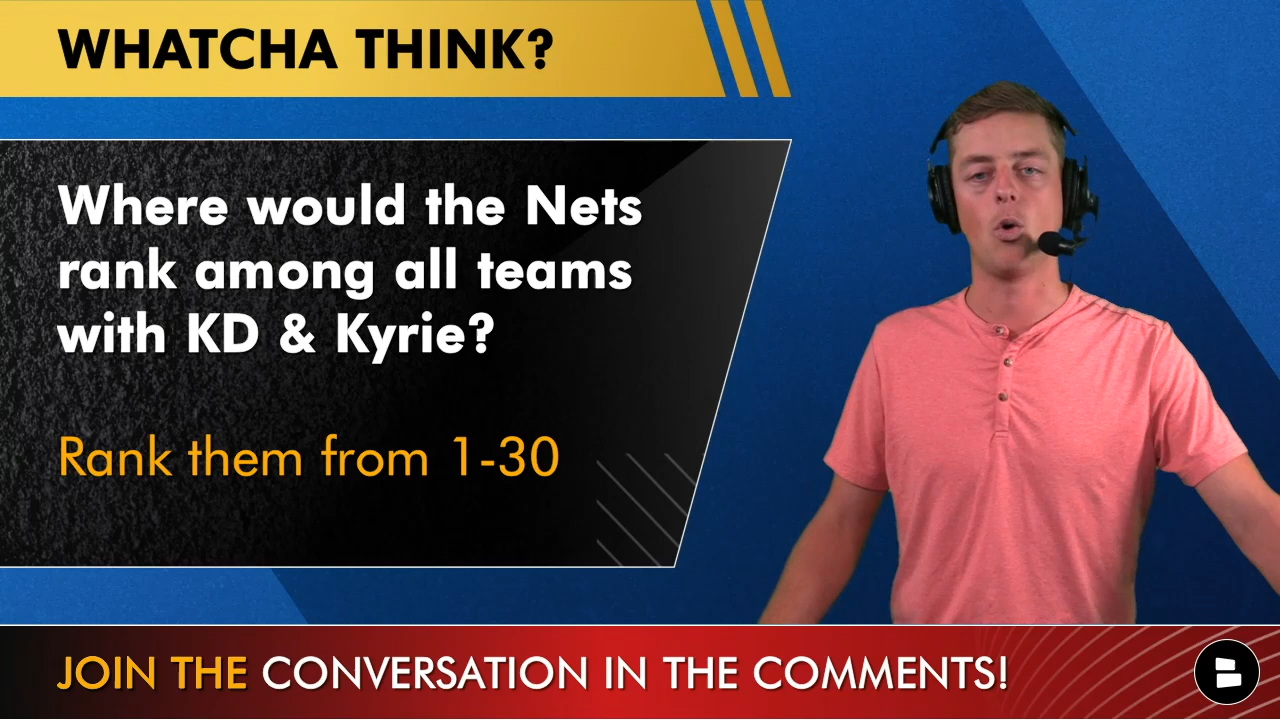 WHATCHA THINK?
Where would the Nets
rank among all teams
with KD & Kyrie?
Rank them from 1-30
JOIN THE CONVERSATION IN THE COMMENTS!